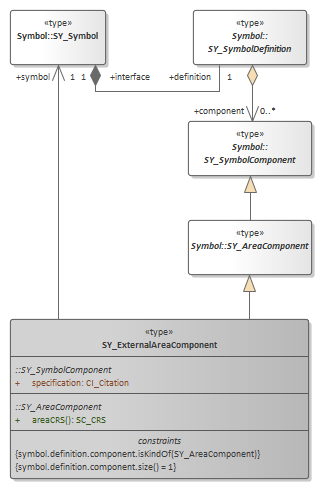 «type»
Symbol::SY_Symbol
«type»
Symbol::
SY_SymbolDefinition
+symbol
1
1
+interface
+definition
1
+component
0..*
«type»
Symbol::
SY_SymbolComponent
«type»
Symbol::SY_AreaComponent
«type»
SY_ExternalAreaComponent
::SY_SymbolComponent
+ specification: CI_Citation
::SY_AreaComponent
+ areaCRS(): SC_CRS
constraints
{symbol.definition.component.isKindOf(SY_AreaComponent)}
{symbol.definition.component.size() = 1}